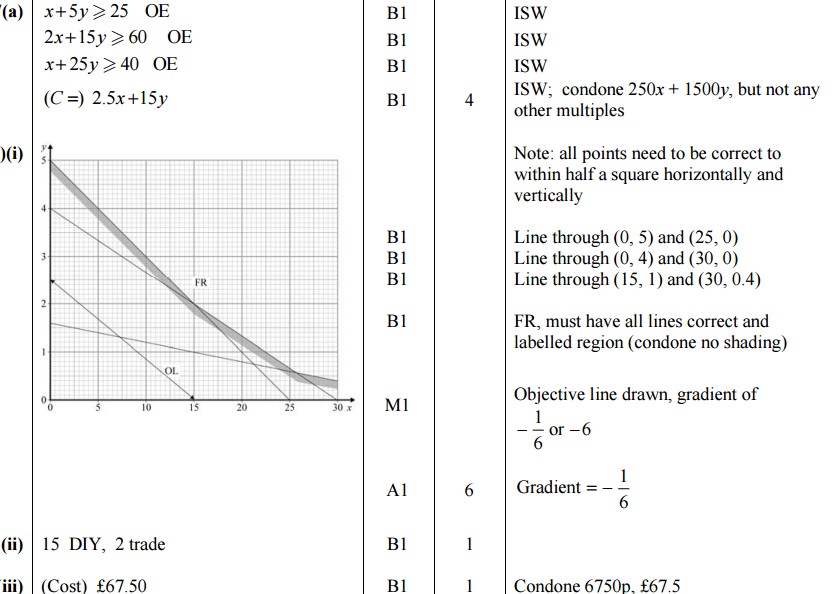 (a) x+5y ⩾ 25 OE B1 ISW
2x+15y ⩾ 60 OE B1 ISW
x+25y ⩾ 40 OE B1 ISW
(C =) 2.5x+15y B1 4 ISW; condone 250x + 1500y, but not any
other multiples
)(i) Note: all points need to be correct to
within half a square horizontally and
vertically
y
5
4
3
2
1
0
0 5 10 15 20 25 30 x
FR
OL
B1 Line through (0, 5) and (25, 0)
B1 Line through (0, 4) and (30, 0)
B1 Line through (15, 1) and (30, 0.4)
B1 FR, must have all lines correct and
labelled region (condone no shading)
M1 Objective line drawn, gradient of
−1/6 or −6
A1 6 Gradient = −1/6
(ii) 15 DIY, 2 trade B1 1
iii) (Cost) £67.50 B1 1 Condone 6750p, £67.5